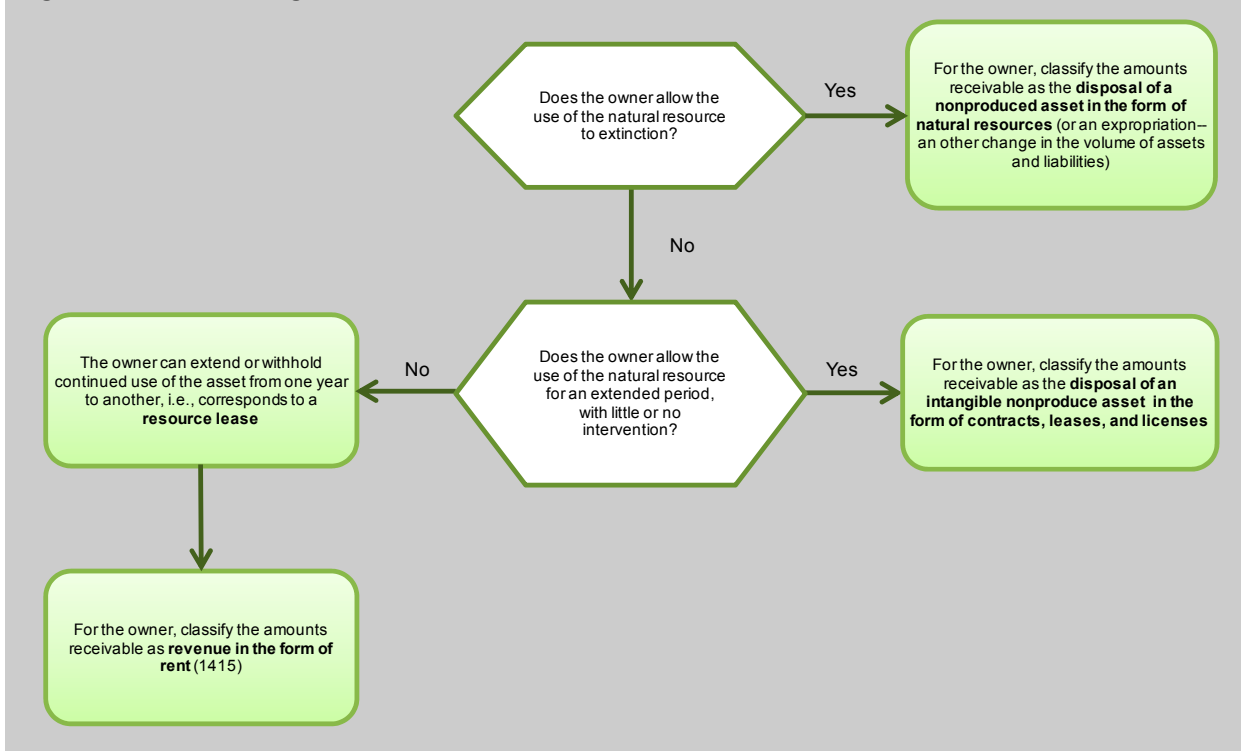 Does the owner allow the
use of the natural resource
to extinction?
Yes
For the owner, classify the amounts
receivable as the disposal of a
nonproduced asset in the form of
natural resources (or an expropriation--
an other change in the volume of assets
and liabilities)
No
The owner can extend or withhold
continued use of the asset from one year
to another, i.e., corresponds to a
resource lease
No
Does the owner allow the
use of the natural resource
for an extended period,
with little or no
intervention?
Yes
For the owner, classify the amounts
receivable as the disposal of an
intangible nonproduce asset in the
form of contracts, leases, and licenses
For the owner, classify the amounts
receivable as revenue in the form of
rent (1415)